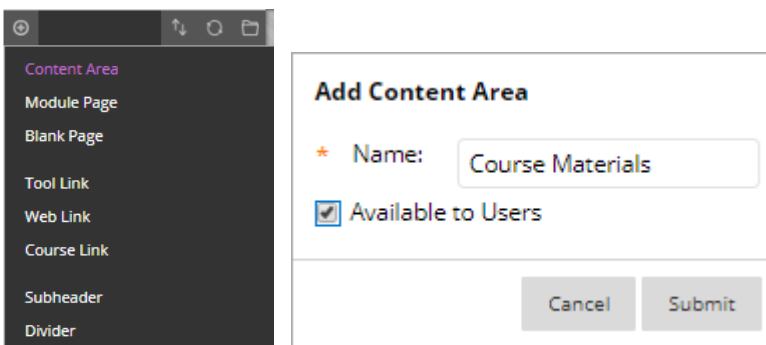 Content Area
Module Page
Blank Page
Tool Link
Web Link
Course Link
Subheader
Divider
Add Content Area
* Name: Course Materials
Available to Users
Cancel Submit